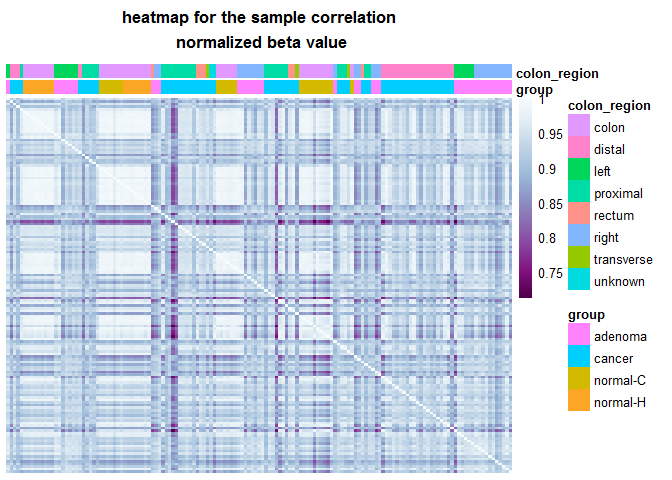 heatmap for the sample correlation
normalized beta value
colon_region
group
1
0.95
0.9
0.85
0.8
0.75
colon_region
colon
distal
left
proximal
rectum
right
transverse
unknown
group
adenoma
cancer
normal-C
normal-H